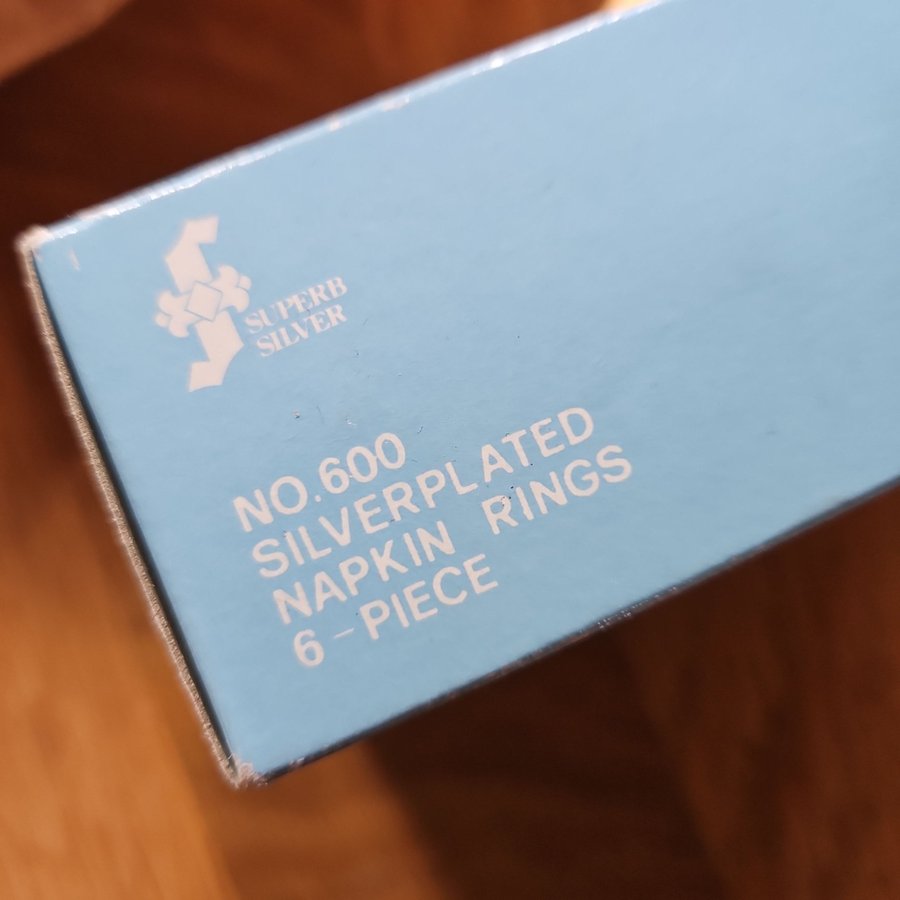 SUPERB
SILVER
NO.600
SILVERPLATED
NAPKIN RINGS
6-PIECE